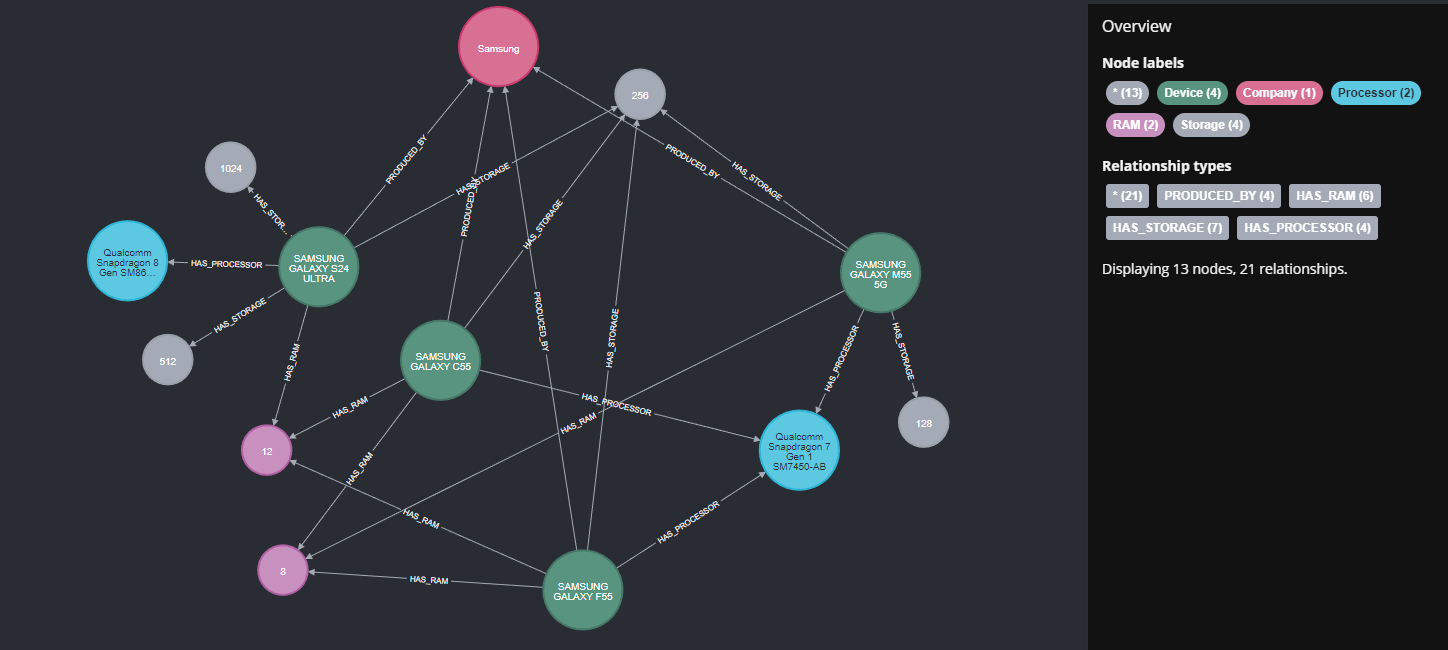 Samsung
256
1024
Qualcomm
Snapdragon 8
Gen SM86...
512
SAMSUNG
GALAXY S24
ULTRA
SAMSUNG
GALAXY C55
SAMSUNG
GALAXY M55
5G
SAMSUNG
GALAXY F55
12
8
Qualcomm
Snapdragon 7
Gen 1
SM7450-AB
128
PRODUCED_BY
HAS_STORAGE
HAS_STOR...
HAS_PROCESSOR
HAS_STORAGE
HAS_RAM
PRODUCED_BY
HAS_STORAGE
HAS_RAM
HAS_RAM
HAS_PROCESSOR
PRODUCED_BY
HAS_STORAGE
HAS_PROCESSOR
HAS_STORAGE
HAS_RAM
PRODUCED_BY
HAS_STORAGE
HAS_RAM
HAS_RAM
HAS_PROCESSOR
Overview
Node labels
* (13) Device (4) Company (1) Processor (2)
RAM (2) Storage (4)
Relationship types
* (21) PRODUCED_BY (4) HAS_RAM (6)
HAS_STORAGE (7) HAS_PROCESSOR (4)
Displaying 13 nodes, 21 relationships.